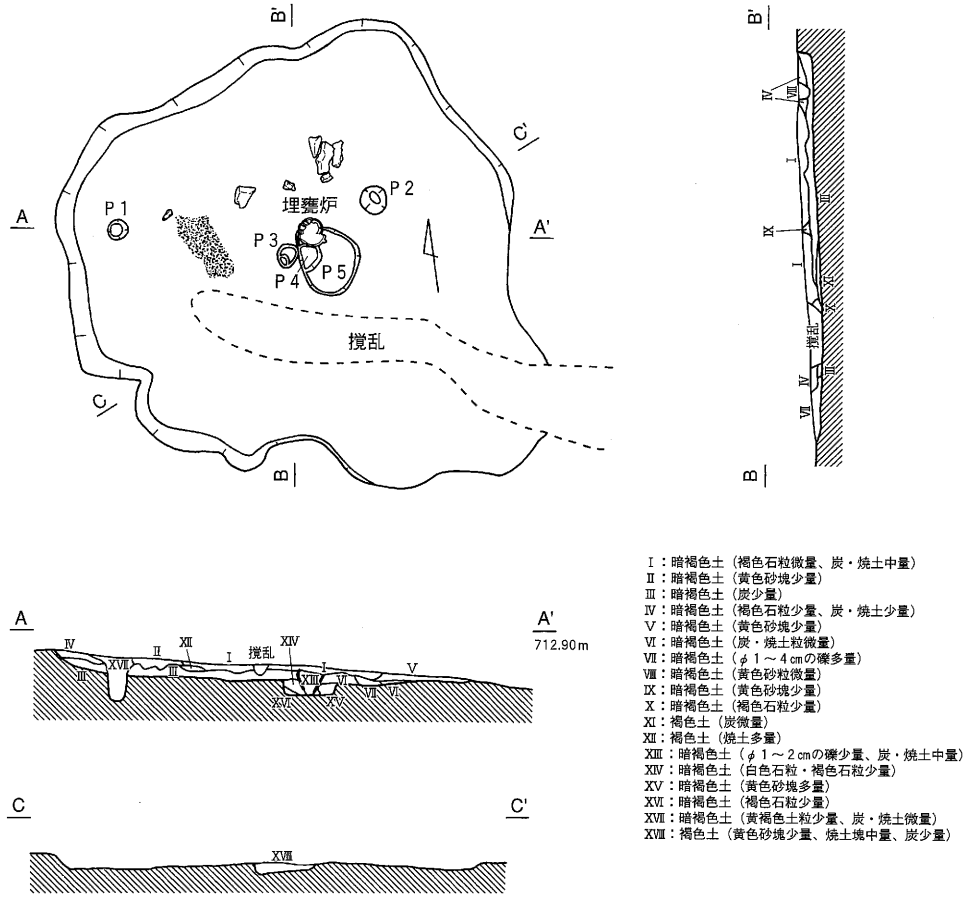 B'
B'
Ⅳ
Ⅷ
C'
Ⅰ
P2
埋甕炉
Ⅲ
A
P1
A'
Ⅸ
P3
P5
Ⅰ
P4
Ⅺ
Ⅹ
撹乱
撹乱
Ⅲ
Ⅳ
Ⅶ
C
B
B
Ⅰ：暗褐色土（褐色石粒微量、炭・焼土中量）
Ⅱ：暗褐色土（黄色砂塊少量）
Ⅲ：暗褐色土（炭少量）
Ⅳ：暗褐色土（褐色石粒少量、炭・焼土少量）
Ⅴ：暗褐色土（黄色砂塊少量）
Ⅵ：暗褐色土（炭・焼土粒微量）
Ⅶ：暗褐色土（φ1～4㎝の礫多量）
Ⅷ：暗褐色土（黄色砂粒微量）
Ⅸ：暗褐色土（黄色砂塊少量）
Ⅹ：暗褐色土（褐色石粒少量）
Ⅺ：褐色土（炭微量）
Ⅻ：褐色土（焼土多量）
XIII：暗褐色土（φ1～2㎝の礫少量、炭・焼土中量）
XIV：暗褐色土（白色石粒・褐色石粒少量）
XV：暗褐色土（黄色砂塊多量）
XVI：暗褐色土（褐色石粒少量）
XVII：暗褐色土（黄褐色土粒少量、炭・焼土微量）
XVIII：褐色土（黄色砂塊少量、焼土塊中量、炭少量）
A
A'
712.90m
Ⅳ
XVII
Ⅱ
Ⅻ
Ⅰ
撹乱
XIV
Ⅰ
Ⅴ
Ⅲ
Ⅲ
XIII
Ⅵ
XVI
XV
Ⅶ
Ⅵ
C
C'
XVIII